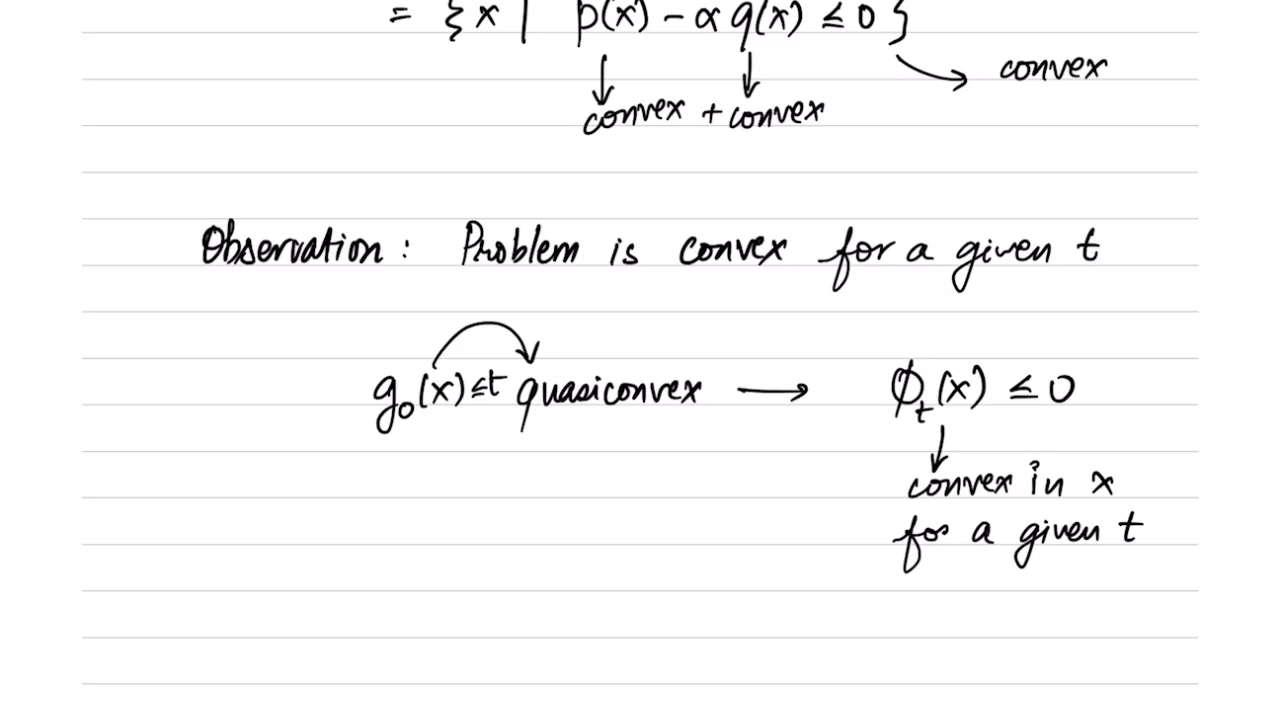 = { x | p(x) - α q(x) ≤ 0 }
convex
convex + convex
Observation : Problem is convex for a given t
g₀(x) ≤ t quasiconvex → ϕₜ(x) ≤ 0
convex in x
for a given t